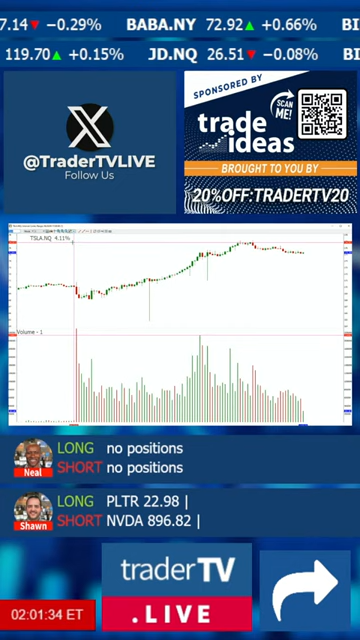 7.14 −0.29% BABA.NY 72.92 +0.66% BI
119.70 +0.15% JD.NQ 26.51 −0.08% BI
@TraderTVLIVE
Follow Us
SPONSORED BY
trade
ideas
SCAN
ME!
BROUGHT TO YOU BY
20%OFF:TRADERTV20
TSLA.NQ 4.11%
Volume - 1
LONG no positions
SHORT no positions
Neal
LONG PLTR 22.98 |
SHORT NVDA 896.82 |
Shawn
traderTV
.LIVE
02:01:34 ET